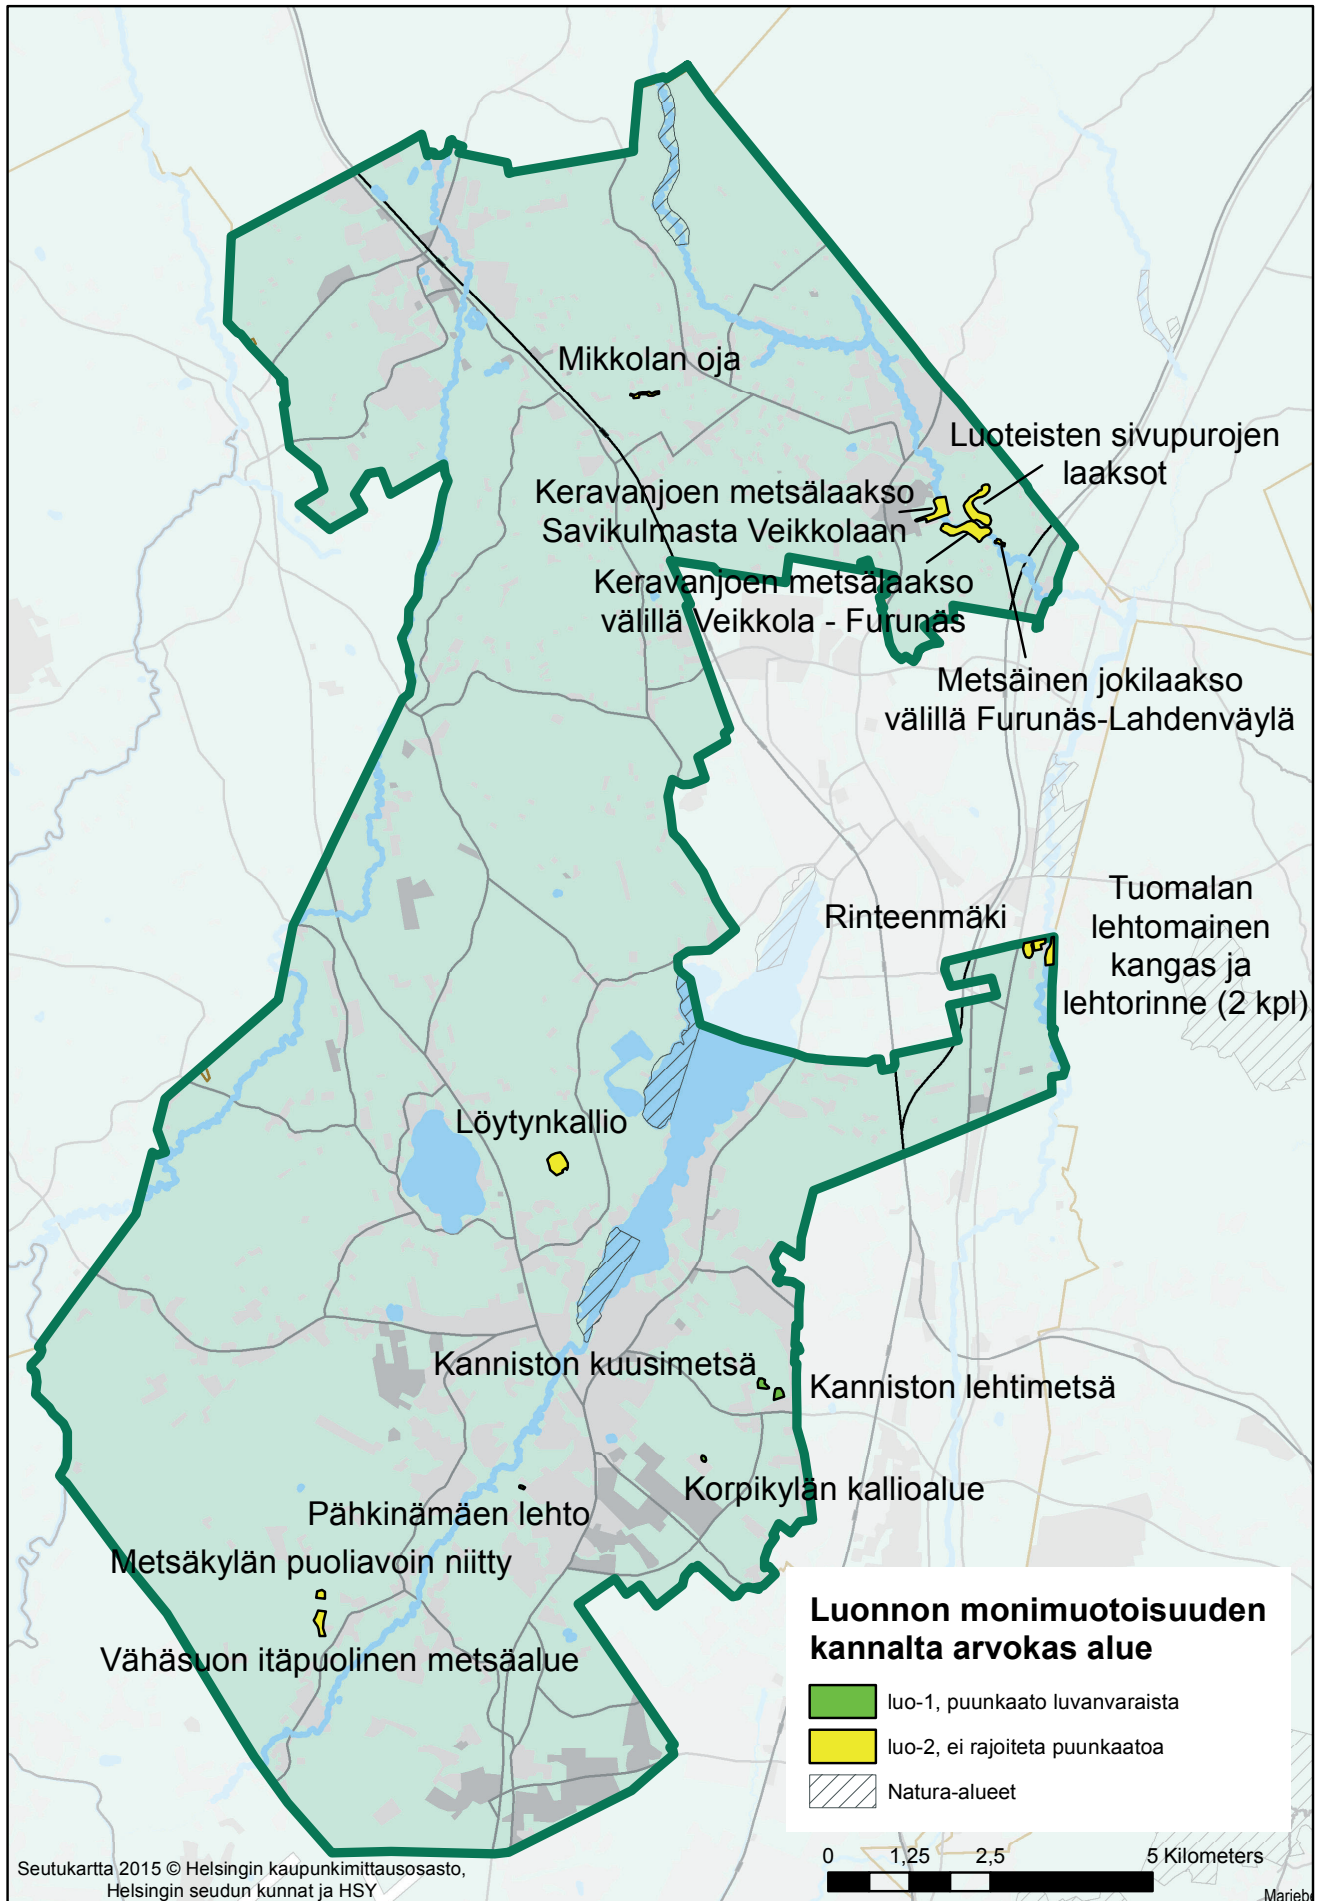 Mikkolan oja
Luoteisten sivupurojen
laaksot
Keravanjoen metsälaakso
Savikulmasta Veikkolaan
Keravanjoen metsälaakso
välillä Veikkola - Furunäs
Metsäinen jokilaakso
välillä Furunäs-Lahdenväylä
Rinteenmäki
Tuomalan
lehtomainen
kangas ja
lehtorinne (2 kpl)
Löytynkallio
Kanniston kuusimetsä
Kanniston lehtimetsä
Korpikylän kallioalue
Pähkinämäen lehto
Metsäkylän puoliavoin niitty
Vähäsuon itäpuolinen metsäalue
Luonnon monimuotoisuuden
kannalta arvokas alue
luo-1, puunkaato luvanvaraista
luo-2, ei rajoiteta puunkaatoa
Natura-alueet
0 1,25 2,5 5 Kilometers
Seutukartta 2015 © Helsingin kaupunkimittausosasto,
Helsingin seudun kunnat ja HSY